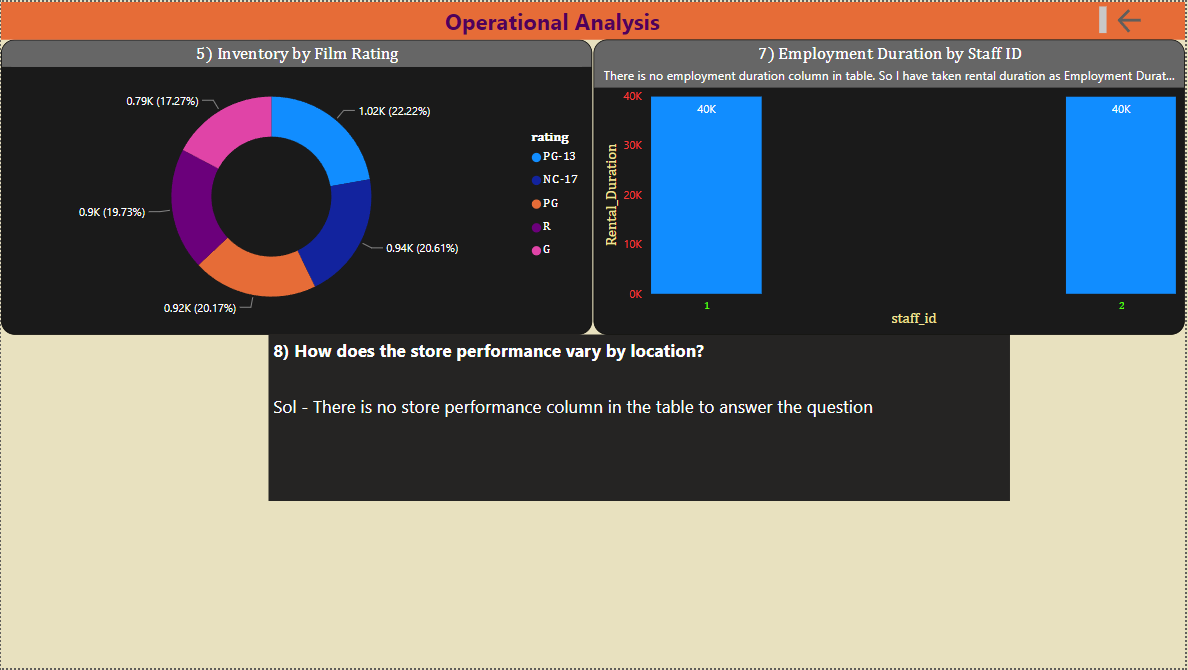 Operational Analysis
5) Inventory by Film Rating
0.79K (17.27%)
1.02K (22.22%)
0.9K (19.73%)
0.94K (20.61%)
0.92K (20.17%)
rating
PG-13
NC-17
PG
R
G
7) Employment Duration by Staff ID
There is no employment duration column in table. So I have taken rental duration as Employment Durat...
Rental_Duration
40K
30K
20K
10K
0K
40K
40K
1
2
staff_id
8) How does the store performance vary by location?
Sol - There is no store performance column in the table to answer the question